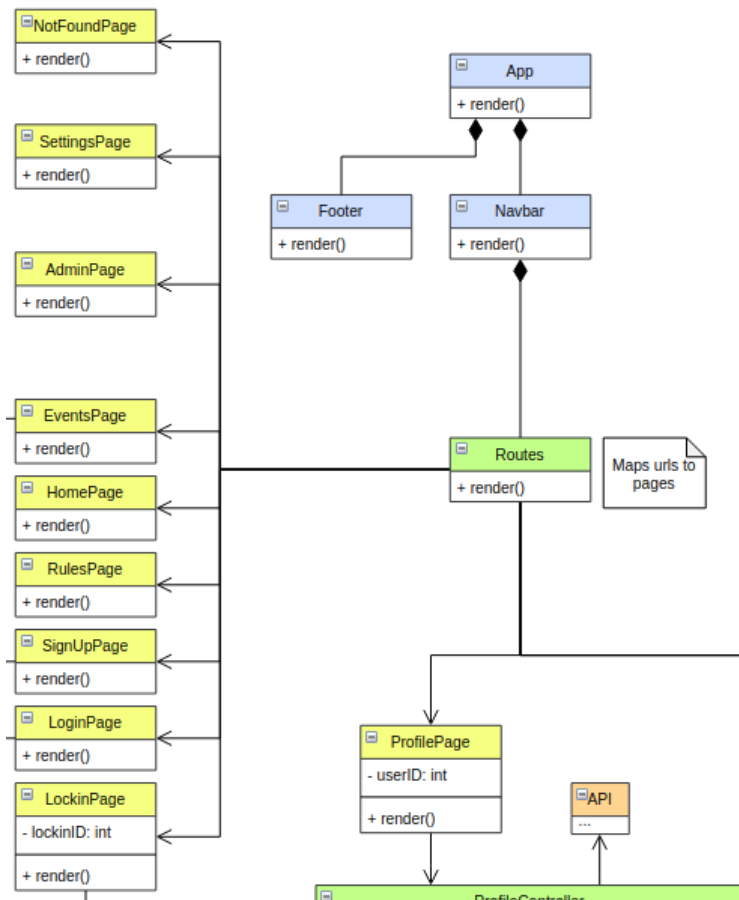 NotFoundPage
+ render()
SettingsPage
+ render()
AdminPage
+ render()
EventsPage
+ render()
HomePage
+ render()
RulesPage
+ render()
SignUpPage
+ render()
LoginPage
+ render()
LockinPage
- lockinID: int
+ render()
App
+ render()
Footer
+ render()
Navbar
+ render()
Routes
+ render()
Maps urls to
pages
ProfilePage
- userID: int
+ render()
API
---
ProfileController